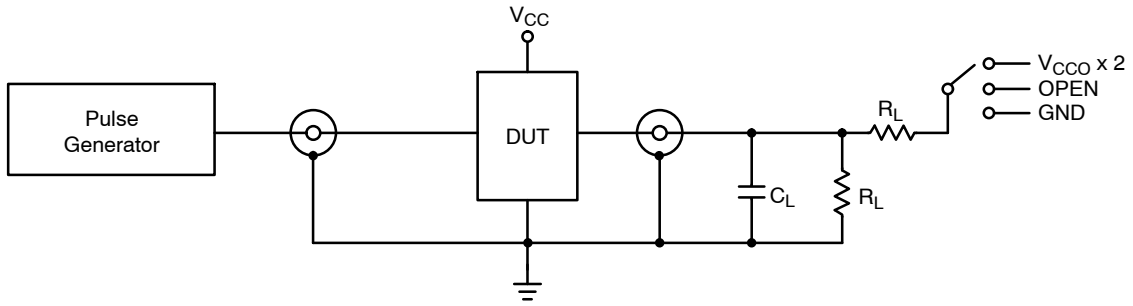 V_CC
Pulse
Generator
DUT
R_L
V_CCO x 2
OPEN
GND
C_L
R_L